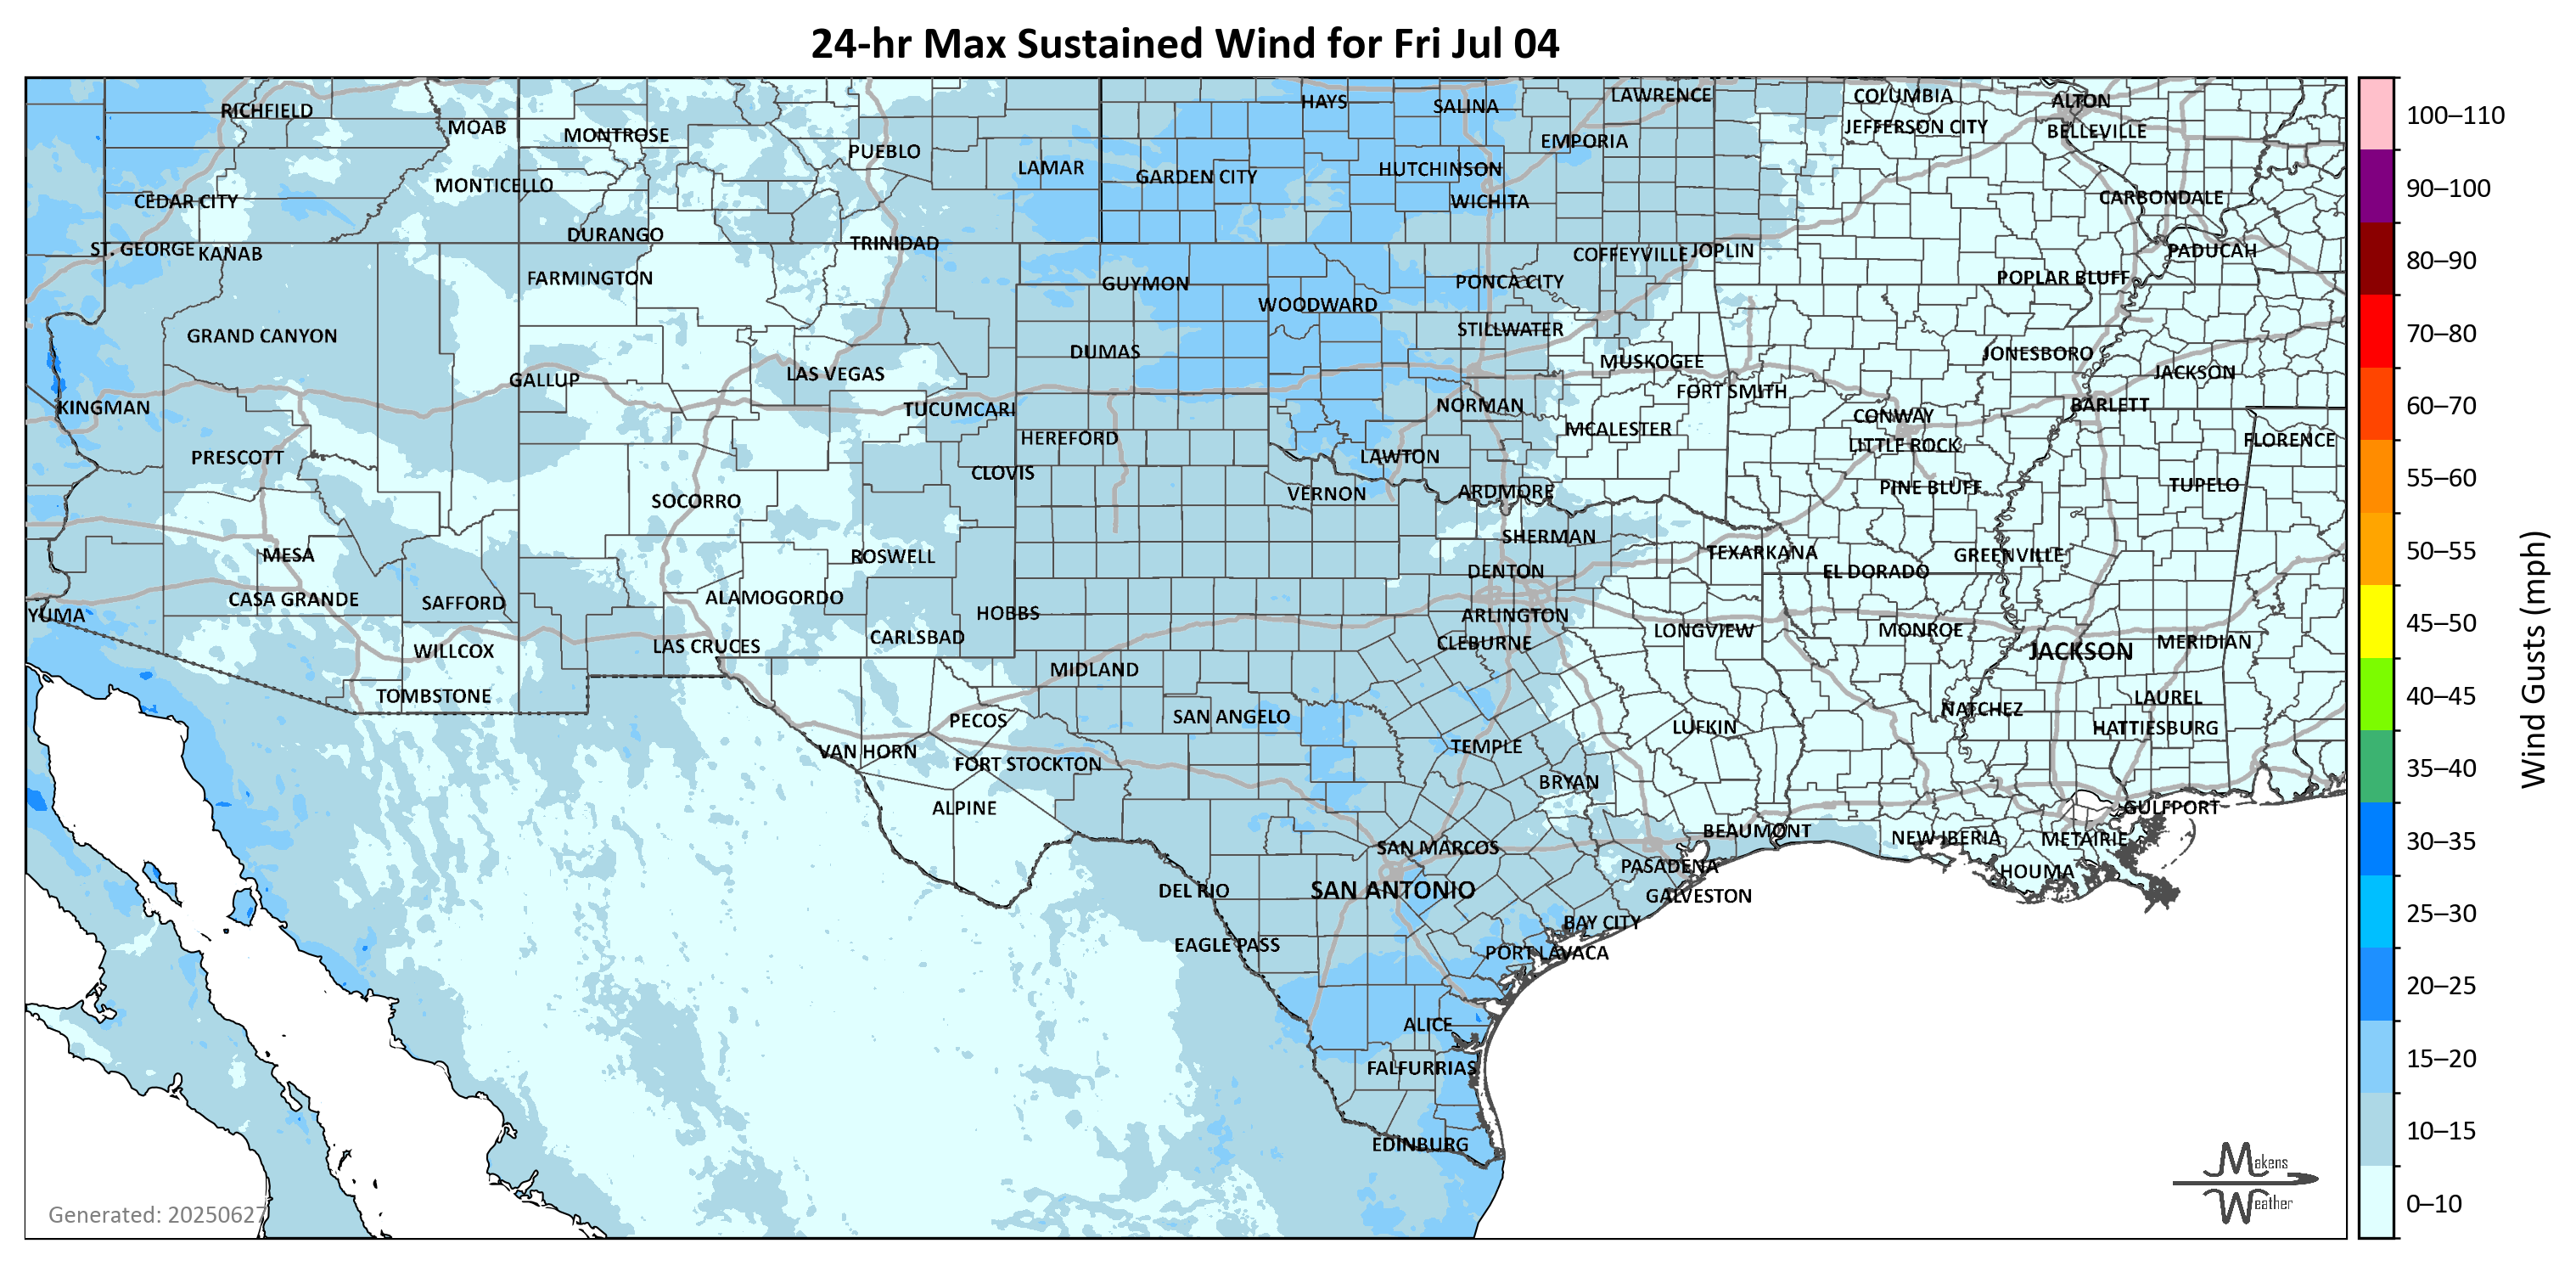 24-hr Max Sustained Wind for Fri Jul 04
RICHFIELD
MOAB
MONTROSE
PUEBLO
LAMAR
HAYS
SALINA
LAWRENCE
COLUMBIA
ALTON
JEFFERSON CITY
BELLEVILLE
EMPORIA
GARDEN CITY
HUTCHINSON
MONTICELLO
CEDAR CITY
WICHITA
CARBONDALE
DURANGO
TRINIDAD
ST. GEORGE
KANAB
COFFEYVILLE
JOPLIN
PADUCAH
FARMINGTON
GUYMON
PONCA CITY
POPLAR BLUFF
WOODWARD
GRAND CANYON
STILLWATER
DUMAS
MUSKOGEE
JONESBORO
GALLUP
LAS VEGAS
JACKSON
FORT SMITH
KINGMAN
TUCUMCARI
NORMAN
CONWAY
BARLETT
HEREFORD
MCALESTER
LITTLE ROCK
FLORENCE
PRESCOTT
CLOVIS
LAWTON
SOCORRO
VERNON
ARDMORE
PINE BLUFF
TUPELO
MESA
ROSWELL
SHERMAN
TEXARKANA
GREENVILLE
DENTON
EL DORADO
CASA GRANDE
SAFFORD
ALAMOGORDO
HOBBS
ARLINGTON
YUMA
LAS CRUCES
CARLSBAD
CLEBURNE
LONGVIEW
MONROE
WILLCOX
MIDLAND
JACKSON
MERIDIAN
TOMBSTONE
LAUREL
PECOS
SAN ANGELO
NATCHEZ
LUFKIN
HATTIESBURG
VAN HORN
FORT STOCKTON
TEMPLE
BRYAN
ALPINE
GULFPORT
BEAUMONT
NEW IBERIA
METAIRIE
SAN MARCOS
PASADENA
HOUMA
DEL RIO
SAN ANTONIO
GALVESTON
BAY CITY
EAGLE PASS
PORT LAVACA
ALICE
FALFURRIAS
EDINBURG
Generated: 20250627
Makens
Weather
100–110
90–100
80–90
70–80
60–70
55–60
50–55
45–50
40–45
35–40
30–35
25–30
20–25
15–20
10–15
0–10
Wind Gusts (mph)